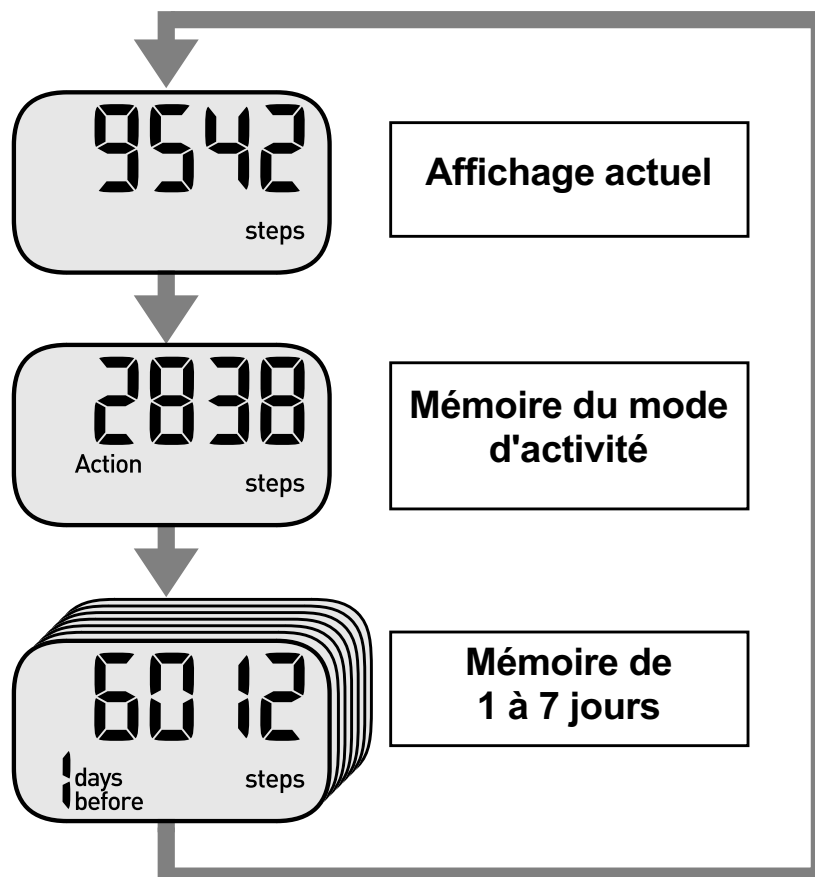 9542
steps
Affichage actuel
2838
Action
steps
Mémoire du mode
d'activité
6012
1 days
before
steps
Mémoire de
1 à 7 jours